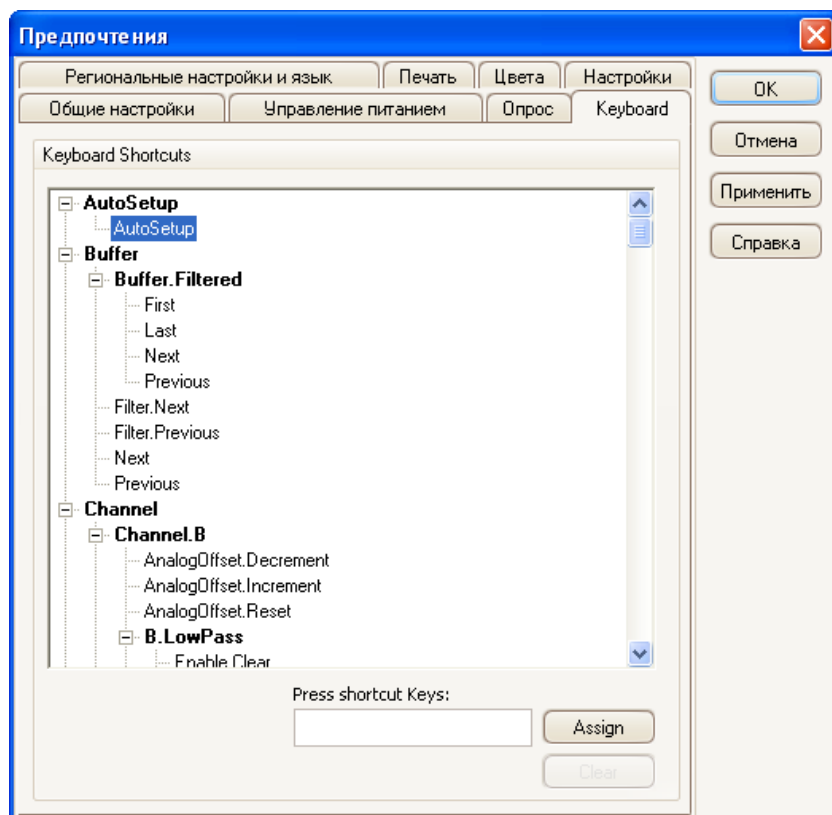 Предпочтения
Региональные настройки и язык
Печать
Цвета
Настройки
Общие настройки
Управление питанием
Опрос
Keyboard
OK
Отмена
Применить
Справка
Keyboard Shortcuts
AutoSetup
AutoSetup
Buffer
Buffer.Filtered
First
Last
Next
Previous
Filter.Next
Filter.Previous
Next
Previous
Channel
Channel.B
AnalogOffset.Decrement
AnalogOffset.Increment
AnalogOffset.Reset
B.LowPass
Enable.Clear
Press shortcut Keys:
Assign
Clear